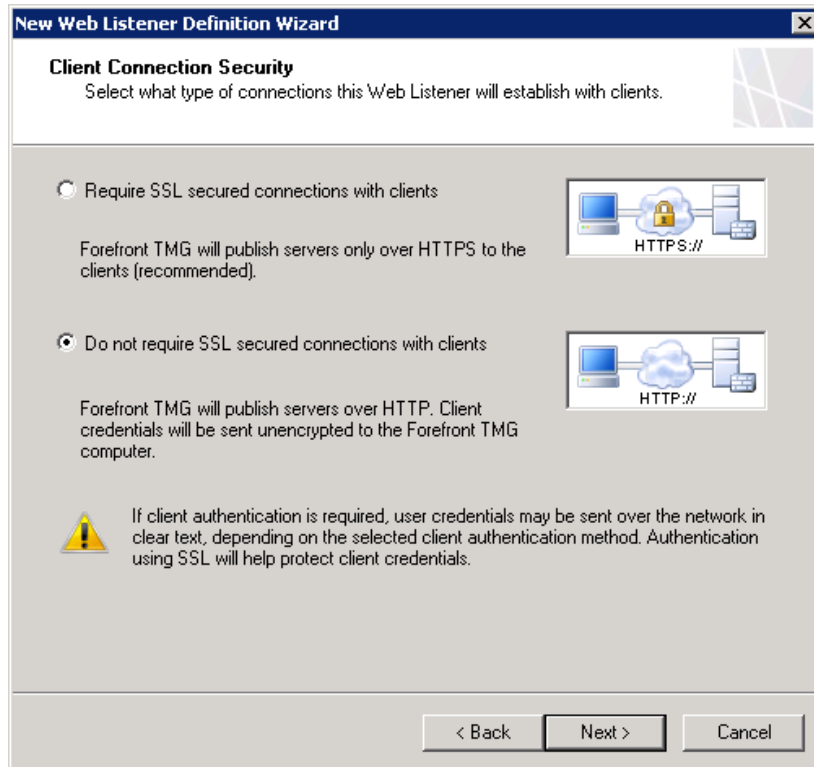 New Web Listener Definition Wizard
Client Connection Security
Select what type of connections this Web Listener will establish with clients.
Require SSL secured connections with clients
HTTPS://
Forefront TMG will publish servers only over HTTPS to the
clients (recommended).
Do not require SSL secured connections with clients
HTTP://
Forefront TMG will publish servers over HTTP. Client
credentials will be sent unencrypted to the Forefront TMG
computer.
If client authentication is required, user credentials may be sent over the network in
clear text, depending on the selected client authentication method. Authentication
using SSL will help protect client credentials.
< Back Next > Cancel